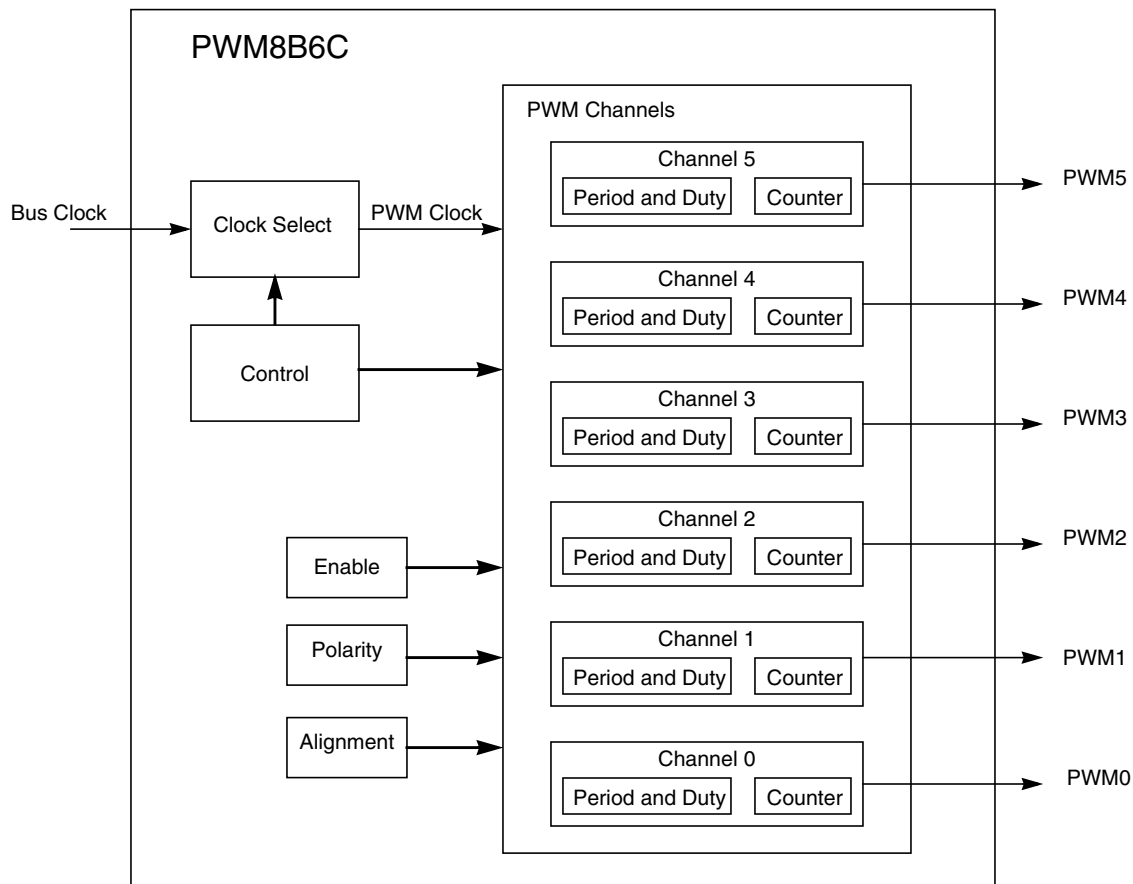 PWM8B6C
PWM Channels
Channel 5
Period and Duty
Counter
PWM5
Bus Clock
Clock Select
PWM Clock
Channel 4
Period and Duty
Counter
PWM4
Control
Channel 3
Period and Duty
Counter
PWM3
Channel 2
Period and Duty
Counter
PWM2
Enable
Channel 1
Period and Duty
Counter
PWM1
Polarity
Alignment
Channel 0
Period and Duty
Counter
PWM0